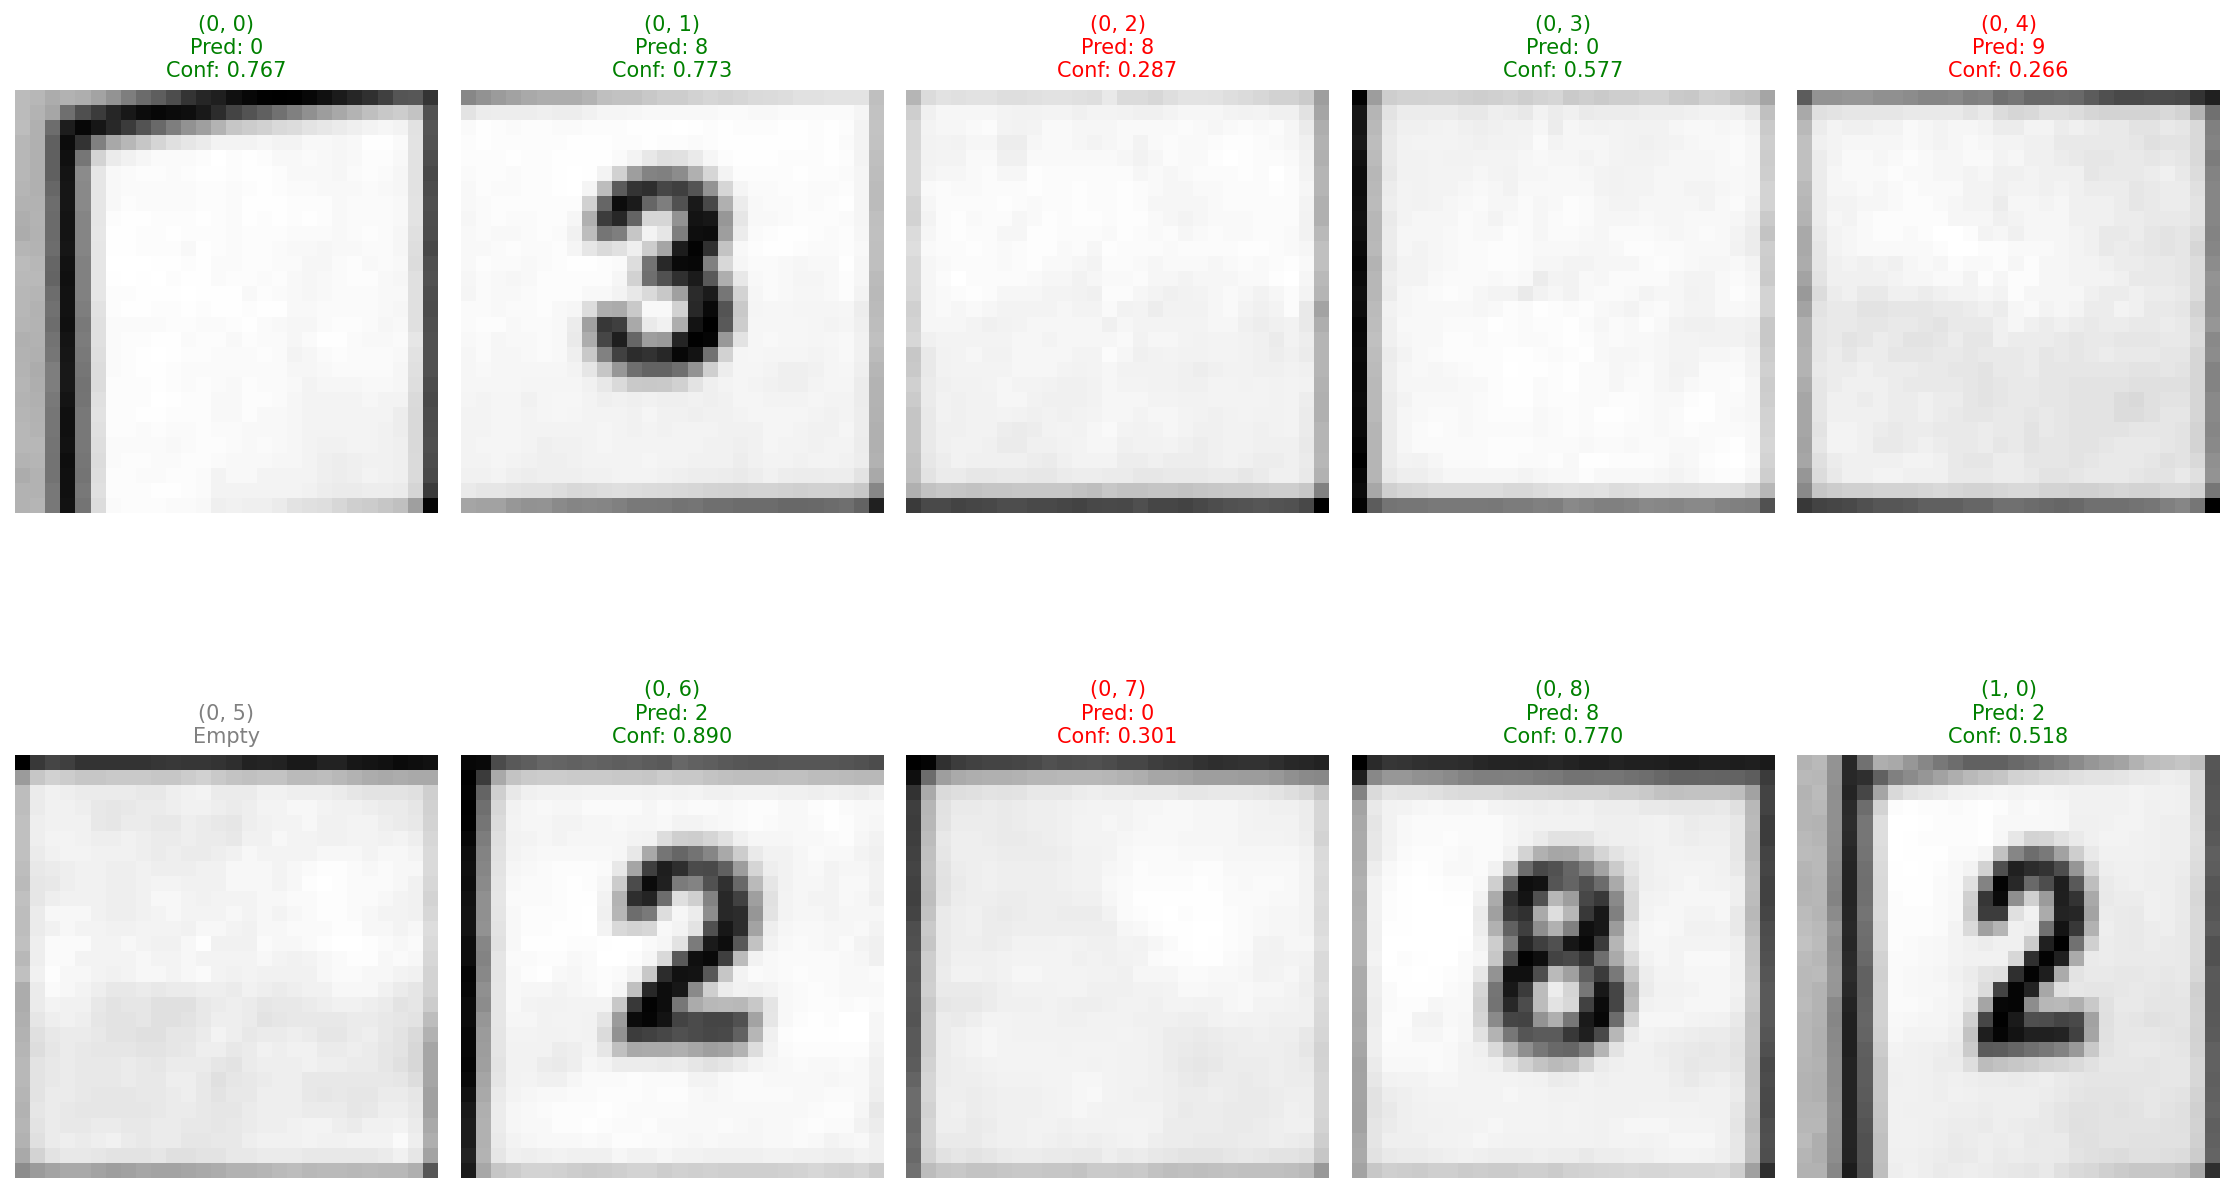 (0, 0)
Pred: 0
Conf: 0.767
(0, 1)
Pred: 8
Conf: 0.773
3
(0, 2)
Pred: 8
Conf: 0.287
(0, 3)
Pred: 0
Conf: 0.577
(0, 4)
Pred: 9
Conf: 0.266
(0, 5)
Empty
(0, 6)
Pred: 2
Conf: 0.890
2
(0, 7)
Pred: 0
Conf: 0.301
(0, 8)
Pred: 8
Conf: 0.770
8
(1, 0)
Pred: 2
Conf: 0.518
2